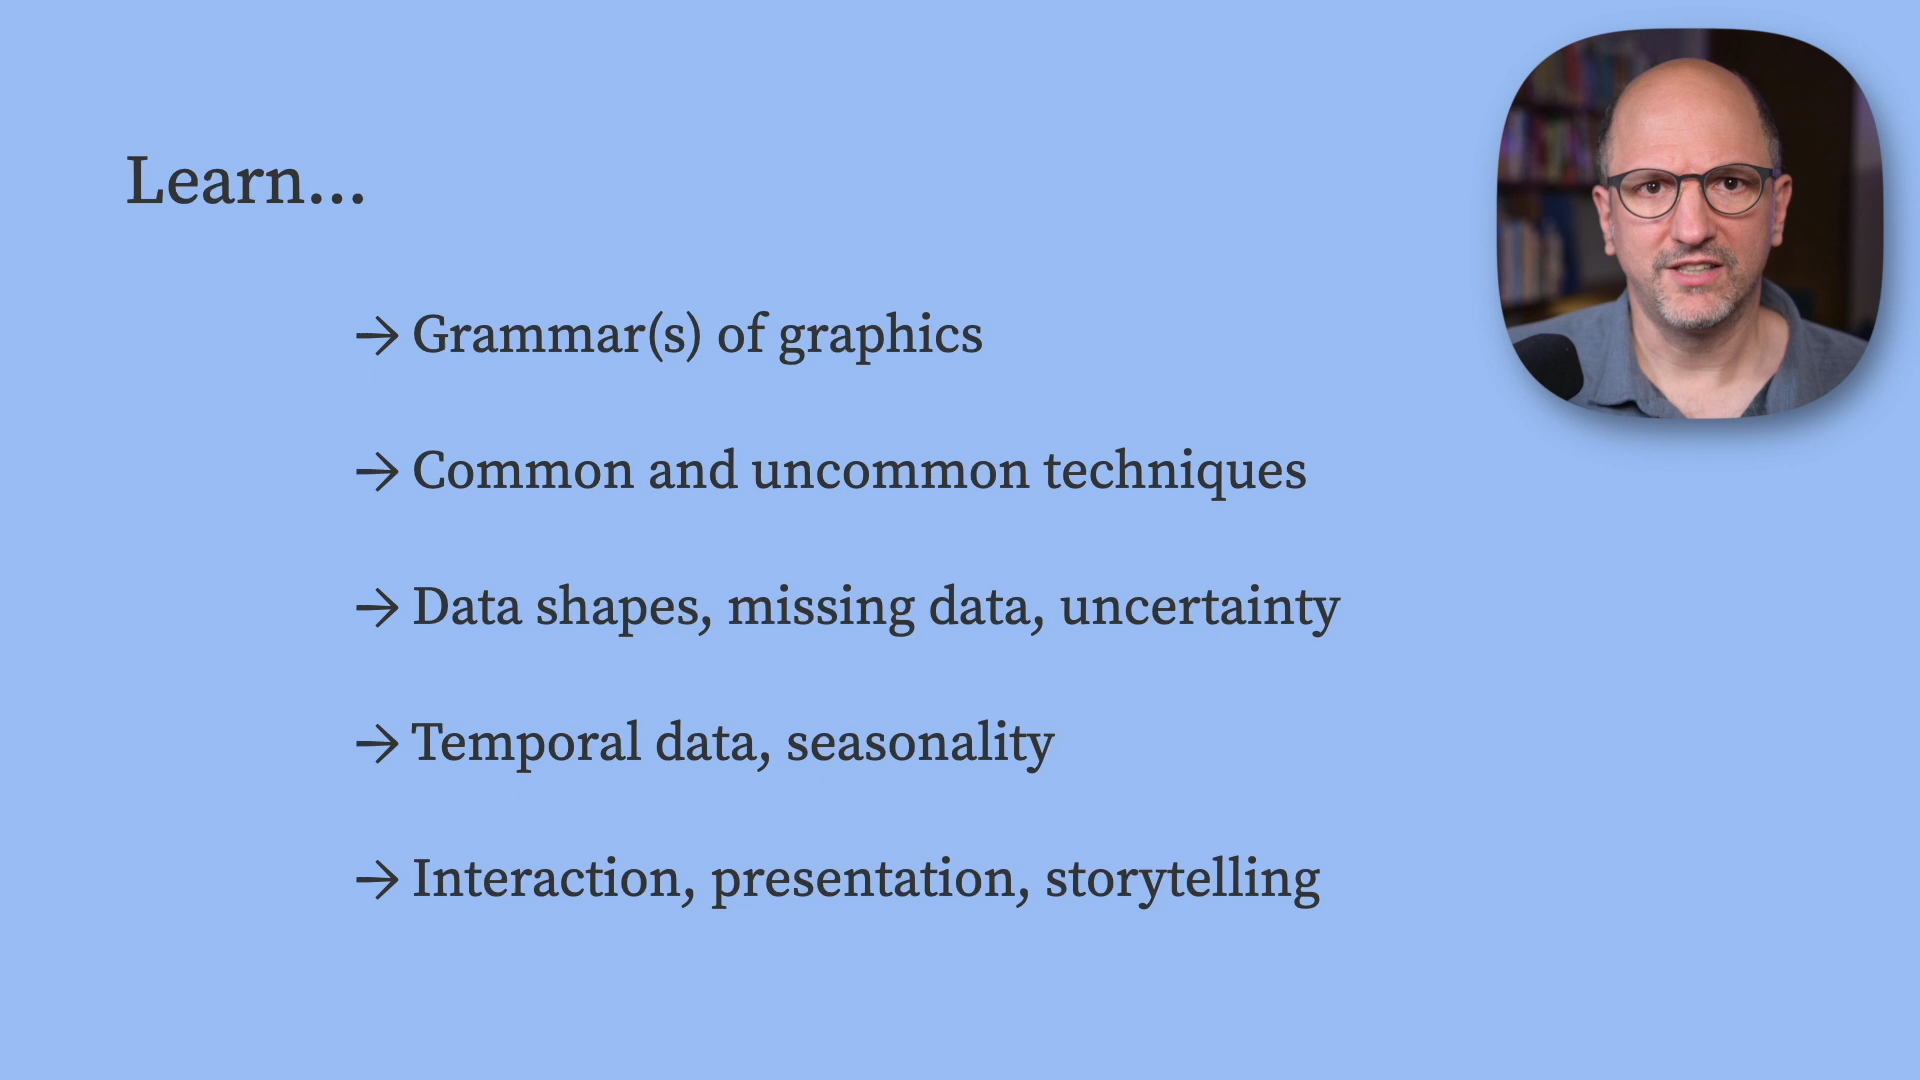 Learn...
→ Grammar(s) of graphics
→ Common and uncommon techniques
→ Data shapes, missing data, uncertainty
→ Temporal data, seasonality
→ Interaction, presentation, storytelling